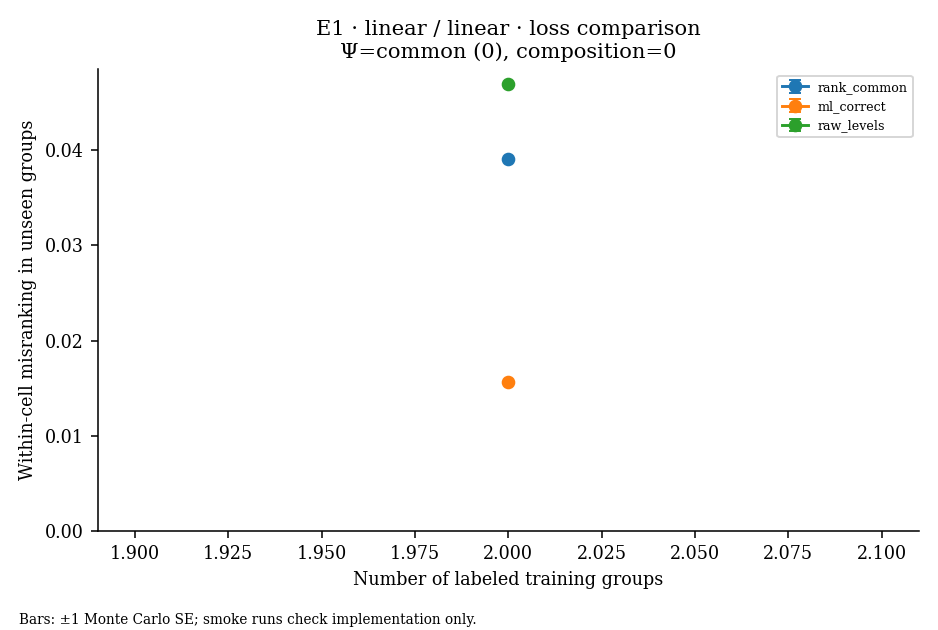 E1 · linear / linear · loss comparison
Ψ=common (0), composition=0
rank_common
ml_correct
raw_levels
Within-cell misranking in unseen groups
0.04
0.03
0.02
0.01
0.00
1.900 1.925 1.950 1.975 2.000 2.025 2.050 2.075 2.100
Number of labeled training groups
Bars: ±1 Monte Carlo SE; smoke runs check implementation only.